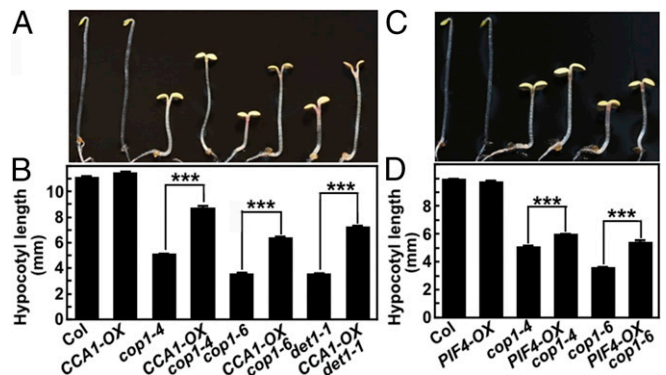 A
C
B
Hypocotyl length
(mm)
10
8
6
4
2
0
***
***
***
Col
CCA1-OX
cop1-4
CCA1-OX
cop1-4
cop1-6
CCA1-OX
cop1-6
det1-1
CCA1-OX
det1-1
D
Hypocotyl length
(mm)
8
6
4
2
0
***
***
Col
PIF4-OX
cop1-4
PIF4-OX
cop1-4
cop1-6
PIF4-OX
cop1-6